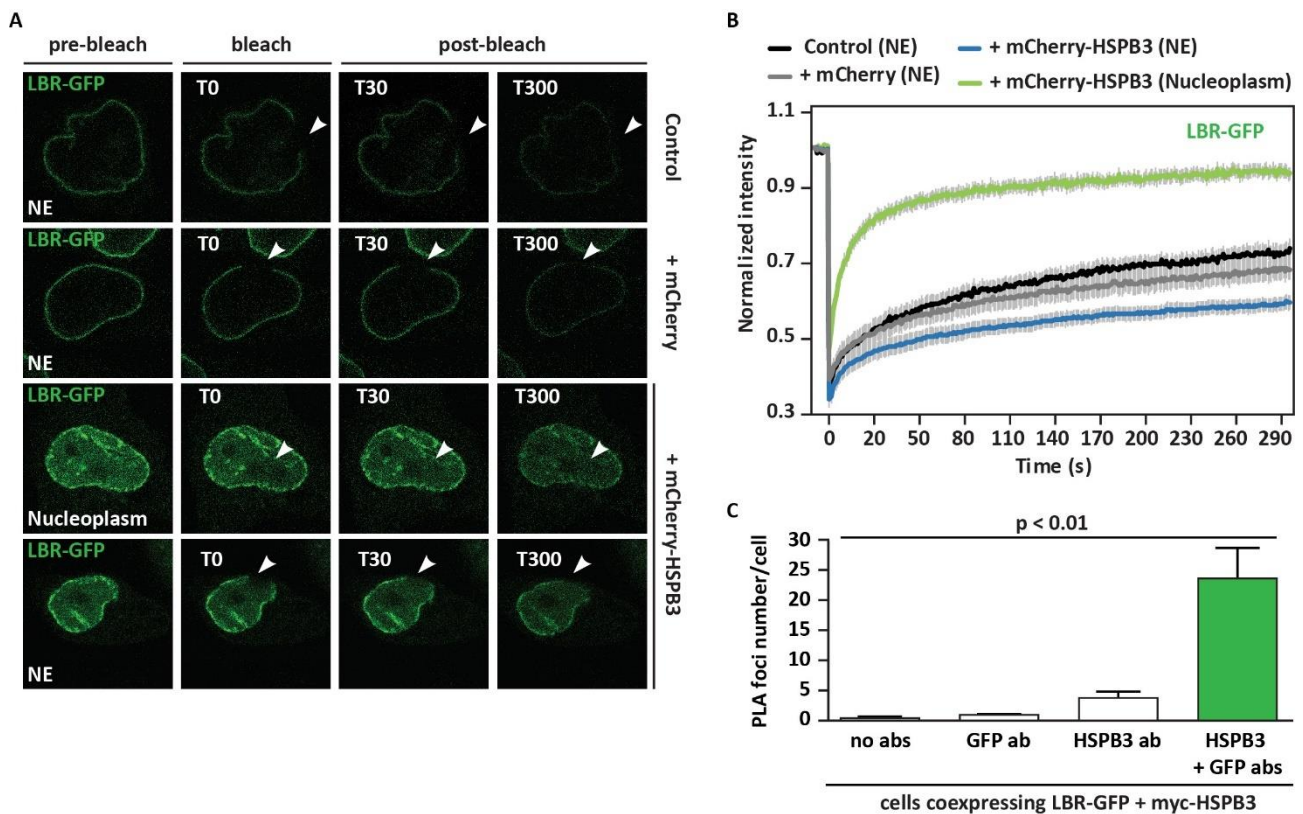 A
pre-bleach bleach post-bleach
LBR-GFP T0 T30 T300
NE
Control
LBR-GFP T0 T30 T300
NE
+ mCherry
LBR-GFP T0 T30 T300
Nucleoplasm
LBR-GFP T0 T30 T300
NE
+ mCherry-HSPB3
B
Control (NE) + mCherry-HSPB3 (NE)
+ mCherry (NE) + mCherry-HSPB3 (Nucleoplasm)
LBR-GFP
Normalized intensity
1.1
0.9
0.7
0.5
0.3
0 20 50 80 110 140 170 200 230 260 290
Time (s)
C
p < 0.01
PLA foci number/cell
30
25
20
15
10
5
0
no abs GFP ab HSPB3 ab HSPB3
+ GFP abs
cells coexpressing LBR-GFP + myc-HSPB3